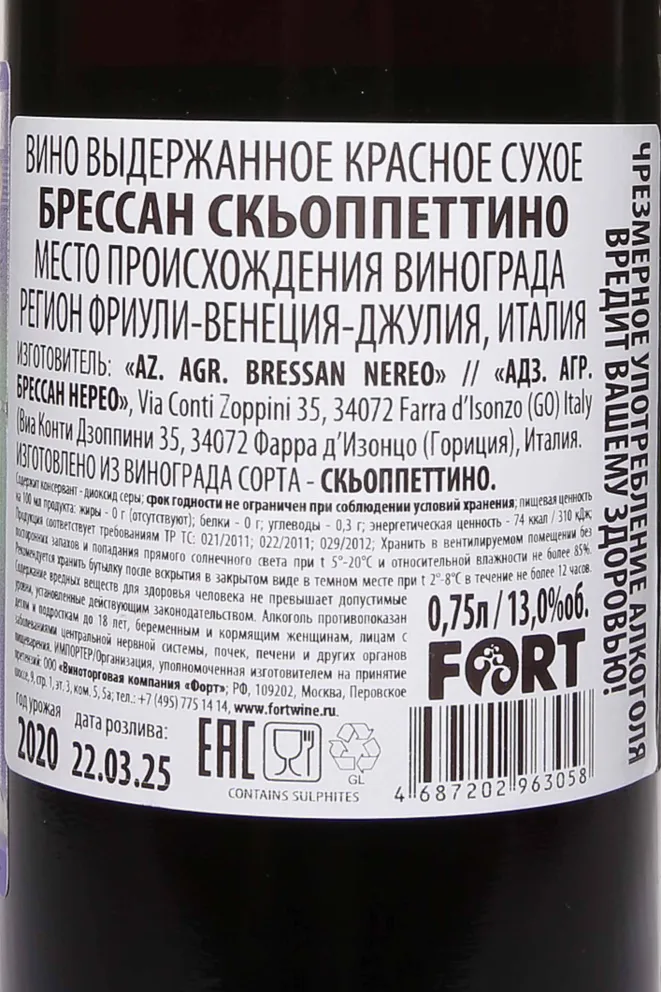 ВИНО ВЫДЕРЖАННОЕ КРАСНОЕ СУХОЕ
БРЕССАН СКЬОППЕТТИНО
МЕСТО ПРОИСХОЖДЕНИЯ ВИНОГРАДА
РЕГИОН ФРИУЛИ-ВЕНЕЦИЯ-ДЖУЛИЯ, ИТАЛИЯ
ИЗГОТОВИТЕЛЬ: «AZ. AGR. BRESSAN NEREO» // «АДЗ. АГР.
БРЕССАН НЕРЕО», Via Conti Zoppini 35, 34072 Farra d'Isonzo (GO) Italy
(Виа Конти Дзоппини 35, 34072 Фарра д'Изонцо (Гориция), Италия.
ИЗГОТОВЛЕНО ИЗ ВИНОГРАДА СОРТА - СКЬОППЕТТИНО.
Содержит консервант - диоксид серы; срок годности не ограничен при соблюдении условий хранения; пищевая ценность
на 100 мл продукта: жиры - 0 г (отсутствуют); белки - 0 г; углеводы - 0,3 г; энергетическая ценность - 74 ккал / 310 кДж;
Продукция соответствует требованиям ТР ТС: 021/2011; 022/2011; 029/2012; Хранить в вентилируемом помещении без
посторонних запахов и попадания прямого солнечного света при t 5°-20°С и относительной влажности не более 85%.
Рекомендуется хранить бутылку после вскрытия в закрытом виде в темном месте при t 2°-8°С в течение не более 12 часов.
Содержание вредных веществ для здоровья человека не превышает допустимые
уровни, установленные действующим законодательством. Алкоголь противопоказан
детям и подросткам до 18 лет, беременным и кормящим женщинам, лицам с
заболеваниями центральной нервной системы, почек, печени и других органов
пищеварения. ИМПОРТЕР/Организация, уполномоченная изготовителем на принятие
претензий: ООО «Виноторговая компания «Форт»; РФ, 109202, Москва, Перовское
шоссе, 9, стр. 1, эт. 3, ком. 5, 5а; тел.: +7 (495) 775 14 14, www.fortwine.ru.
0,75л / 13,0%об.
FORT
год урожая
2020
дата розлива:
22.03.25
EAC
GL
CONTAINS SULPHITES
4 687202 963058
ЧРЕЗМЕРНОЕ УПОТРЕБЛЕНИЕ АЛКОГОЛЯ
ВРЕДИТ ВАШЕМУ ЗДОРОВЬЮ!